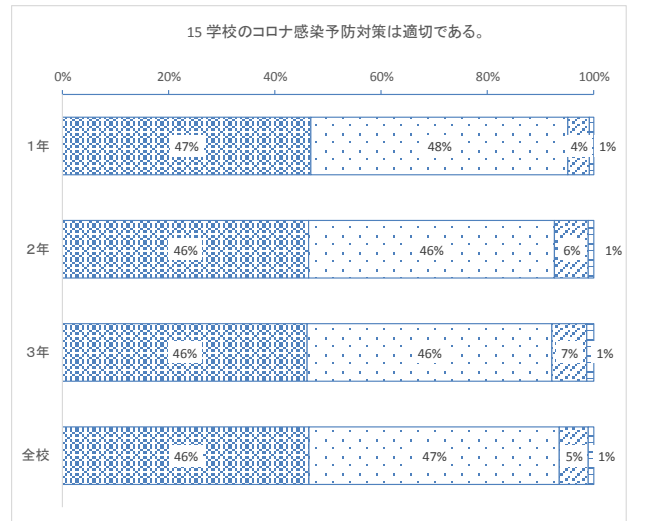 15 学校のコロナ感染予防対策は適切である。
0% 20% 40% 60% 80% 100%
1年 47% 48% 4% 1%
2年 46% 46% 6% 1%
3年 46% 46% 7% 1%
全校 46% 47% 5% 1%